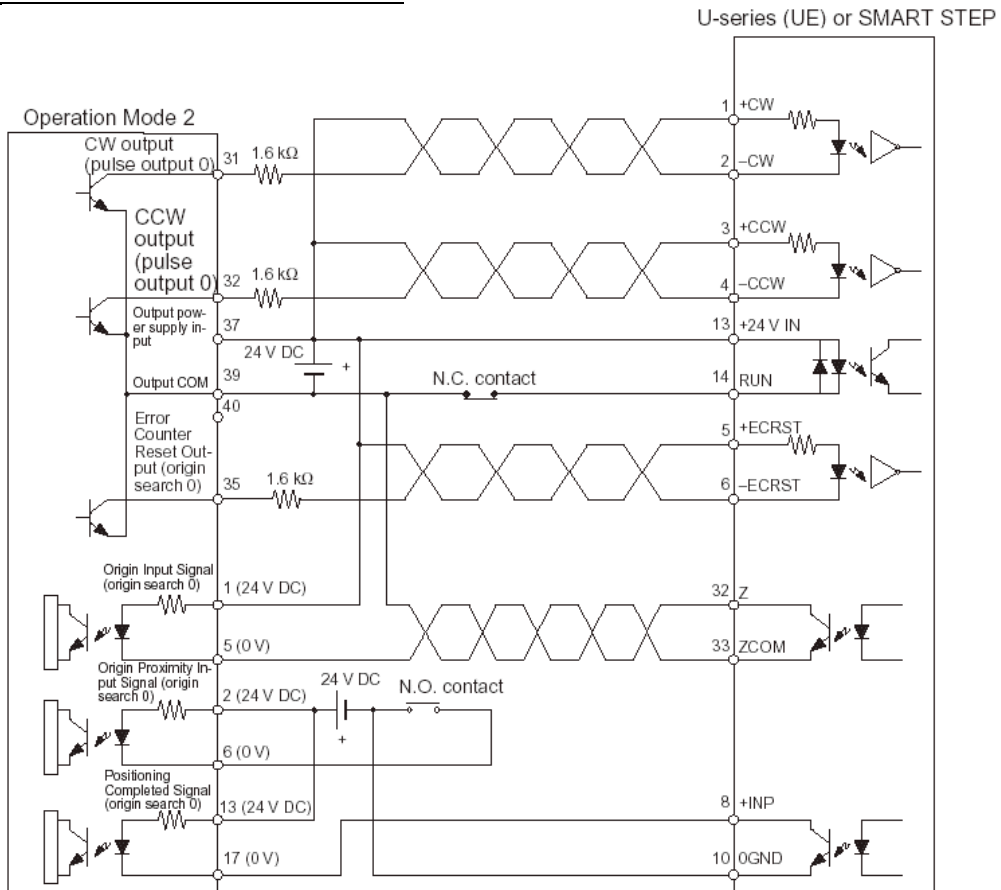 U-series (UE) or SMART STEP
Operation Mode 2
CW output
(pulse output 0)
31
1.6 kΩ
1
+CW
2
–CW
CCW
output
(pulse
output 0)
32
1.6 kΩ
3
+CCW
4
–CCW
Output pow-
er supply in-
put
37
13
+24 V IN
24 V DC
+
Output COM
39
N.C. contact
14
RUN
40
Error
Counter
Reset Out-
put (origin
search 0)
35
1.6 kΩ
5
+ECRST
6
–ECRST
Origin Input Signal
(origin search 0)
1 (24 V DC)
32
Z
5 (0 V)
33
ZCOM
Origin Proximity In-
put Signal (origin
search 0)
2 (24 V DC)
24 V DC
+
N.O. contact
6 (0 V)
Positioning
Completed Signal
(origin search 0)
13 (24 V DC)
8
+INP
17 (0 V)
10
0GND